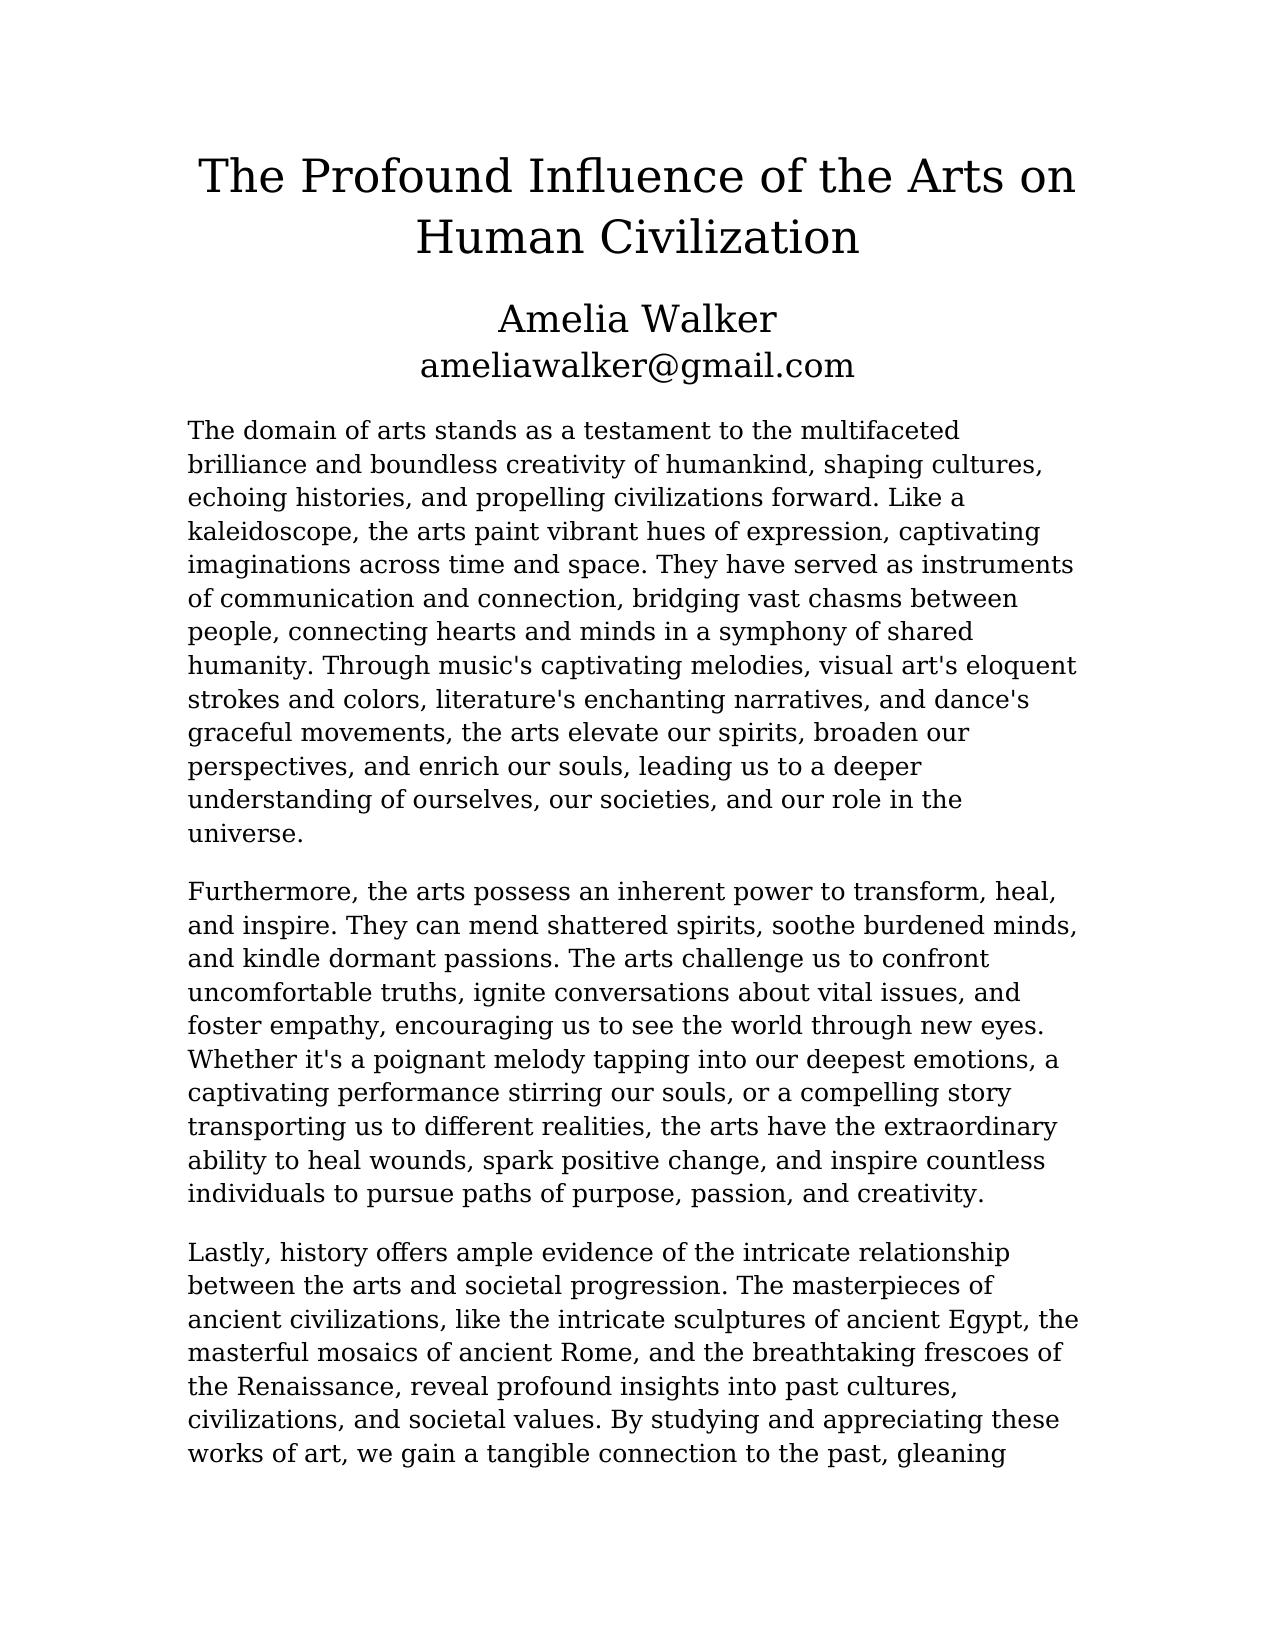 The Profound Influence of the Arts on
Human Civilization
Amelia Walker
ameliawalker@gmail.com
The domain of arts stands as a testament to the multifaceted
brilliance and boundless creativity of humankind, shaping cultures,
echoing histories, and propelling civilizations forward. Like a
kaleidoscope, the arts paint vibrant hues of expression, captivating
imaginations across time and space. They have served as instruments
of communication and connection, bridging vast chasms between
people, connecting hearts and minds in a symphony of shared
humanity. Through music's captivating melodies, visual art's eloquent
strokes and colors, literature's enchanting narratives, and dance's
graceful movements, the arts elevate our spirits, broaden our
perspectives, and enrich our souls, leading us to a deeper
understanding of ourselves, our societies, and our role in the
universe.
Furthermore, the arts possess an inherent power to transform, heal,
and inspire. They can mend shattered spirits, soothe burdened minds,
and kindle dormant passions. The arts challenge us to confront
uncomfortable truths, ignite conversations about vital issues, and
foster empathy, encouraging us to see the world through new eyes.
Whether it's a poignant melody tapping into our deepest emotions, a
captivating performance stirring our souls, or a compelling story
transporting us to different realities, the arts have the extraordinary
ability to heal wounds, spark positive change, and inspire countless
individuals to pursue paths of purpose, passion, and creativity.
Lastly, history offers ample evidence of the intricate relationship
between the arts and societal progression. The masterpieces of
ancient civilizations, like the intricate sculptures of ancient Egypt, the
masterful mosaics of ancient Rome, and the breathtaking frescoes of
the Renaissance, reveal profound insights into past cultures,
civilizations, and societal values. By studying and appreciating these
works of art, we gain a tangible connection to the past, gleaning